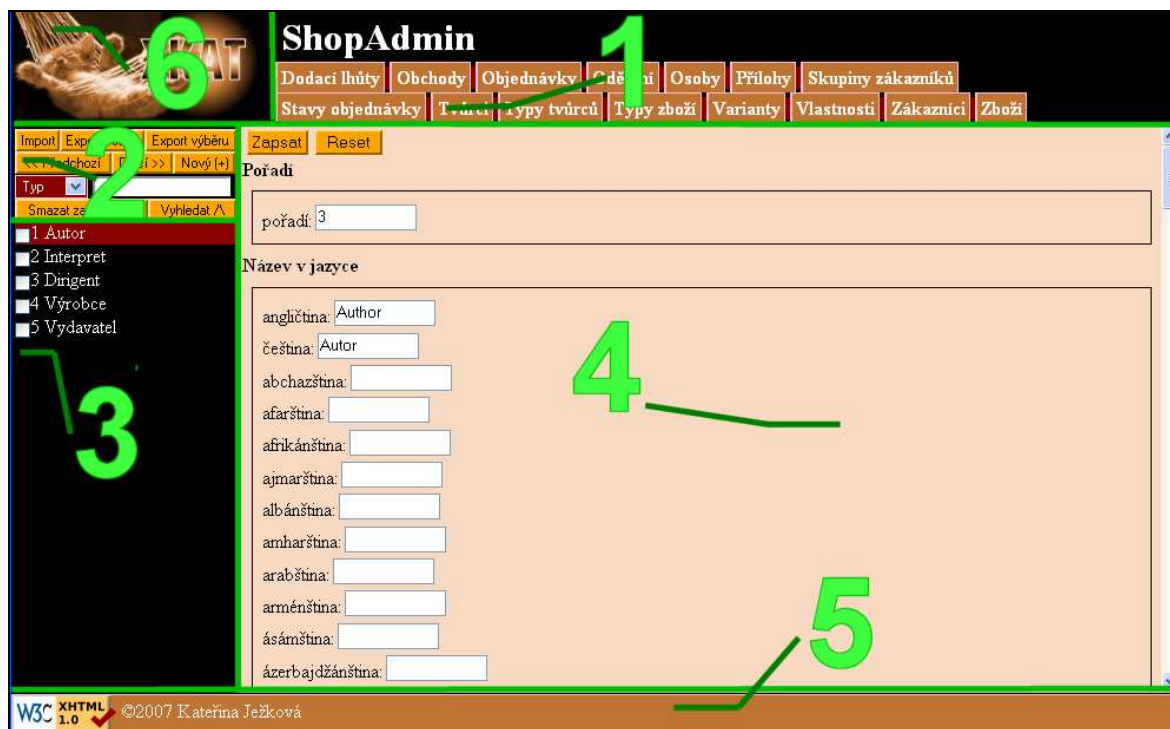 ShopAdmin
Dodací lhůty Obchody Objednávky Osoby Přílohy Skupiny zákazníků
Stavy objednávky Tvůrci Typy tvůrců Typy zboží Varianty Vlastnosti Zákazníci Zboží
6
1
Import Export výběru
Nový (+)
Typ
Vyhledat /\
2
1 Autor
2 Interpret
3 Dirigent
4 Výrobce
5 Vydavatel
3
Zapsat Reset
Pořadí
pořadí: 3
Název v jazyce
angličtina: Author
čeština: Autor
abchazština:
afarština:
afrikánština:
ajmarština:
albánština:
amharština:
arabština:
arménština:
ásámština:
ázerbajdžánština:
4
5
W3C XHTML 1.0 ©2007 Kateřina Ježková